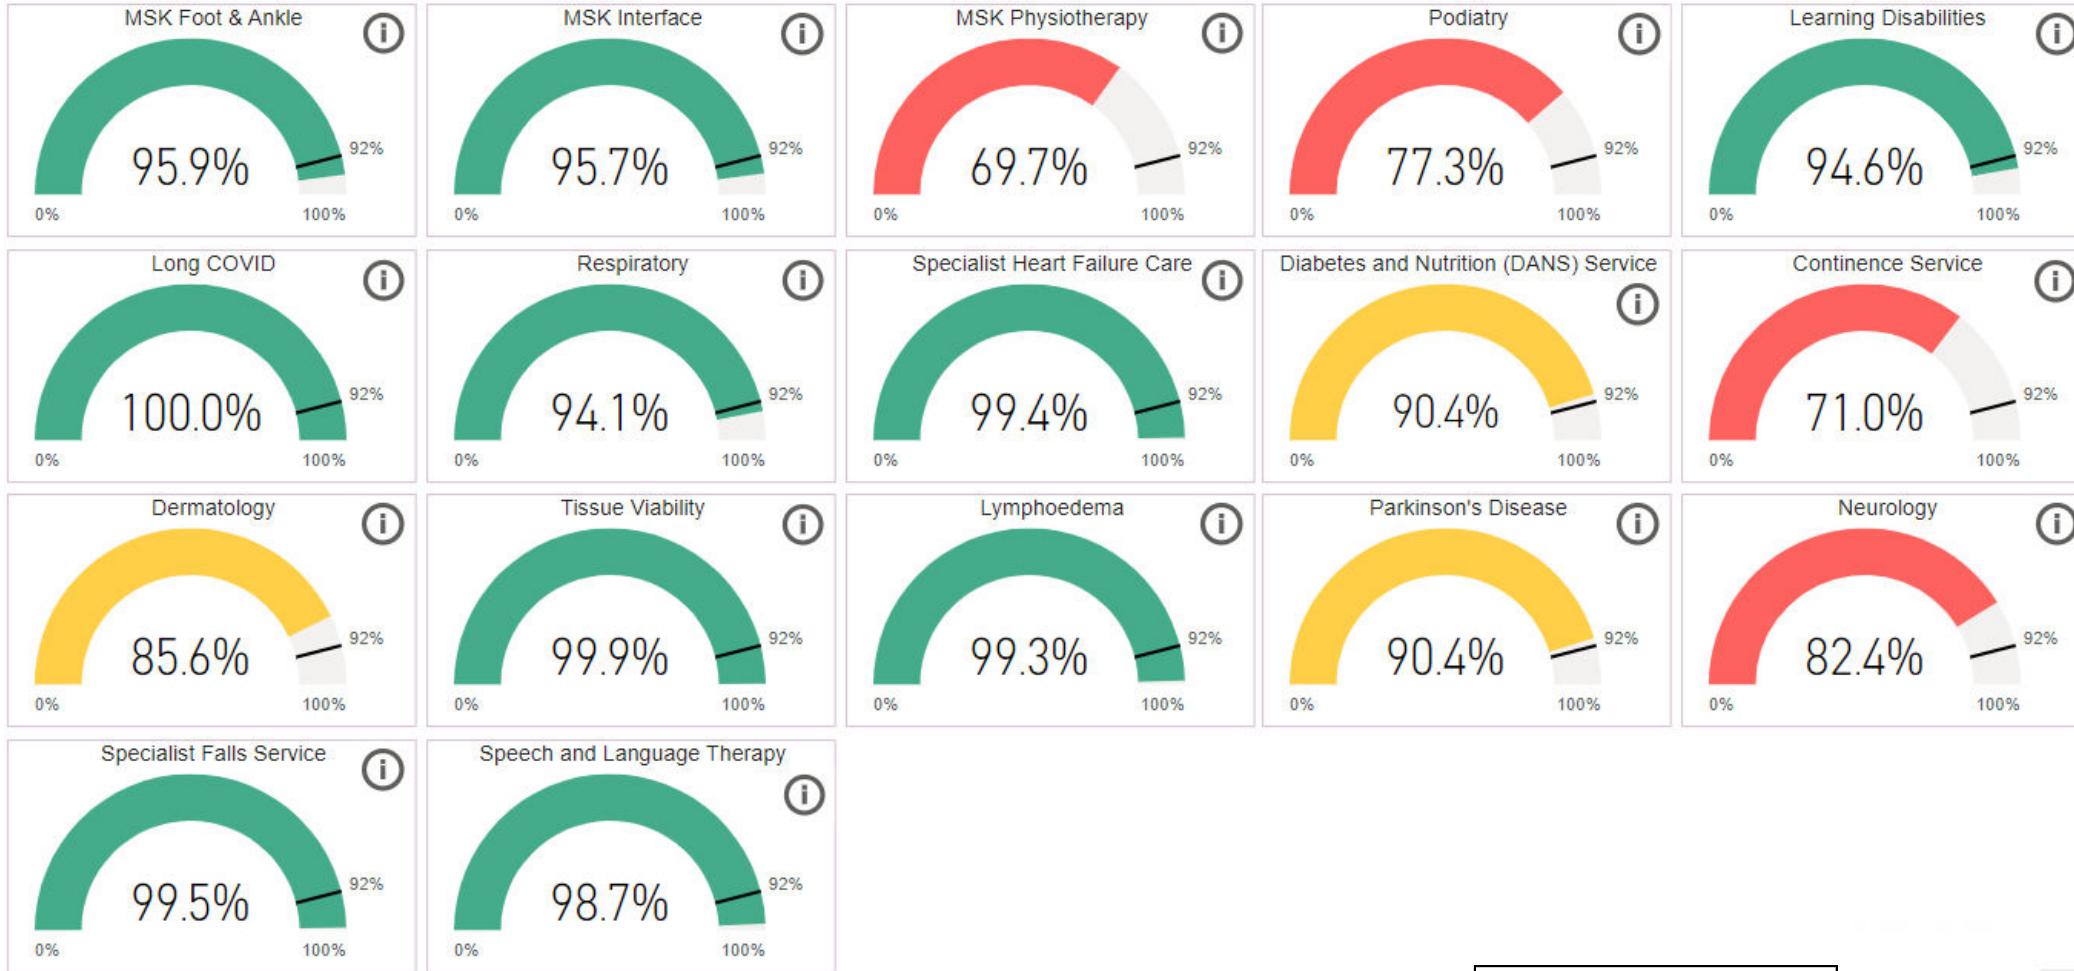 MSK Foot & Ankle
i
95.9%
92%
0%
100%
MSK Interface
i
95.7%
92%
0%
100%
MSK Physiotherapy
i
69.7%
92%
0%
100%
Podiatry
i
77.3%
92%
0%
100%
Learning Disabilities
i
94.6%
92%
0%
100%
Long COVID
i
100.0%
92%
0%
100%
Respiratory
i
94.1%
92%
0%
100%
Specialist Heart Failure Care
i
99.4%
92%
0%
100%
Diabetes and Nutrition (DANS) Service
i
90.4%
92%
0%
100%
Continence Service
i
71.0%
92%
0%
100%
Dermatology
i
85.6%
92%
0%
100%
Tissue Viability
i
99.9%
92%
0%
100%
Lymphoedema
i
99.3%
92%
0%
100%
Parkinson's Disease
i
90.4%
92%
0%
100%
Neurology
i
82.4%
92%
0%
100%
Specialist Falls Service
i
99.5%
92%
0%
100%
Speech and Language Therapy
i
98.7%
92%
0%
100%